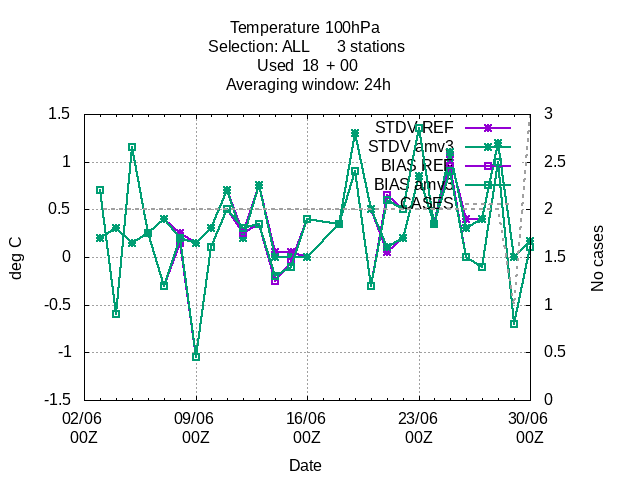 Temperature 100hPa
Selection: ALL 3 stations
Used 18 + 00
Averaging window: 24h
1.5 3
STDV REF
STDV amv3
1 2.5
BIAS REF
BIAS amv3
CASES
0.5 2
deg C
0 1.5
No cases
-0.5 1
-1 0.5
-1.5 0
02/06 09/06 16/06 23/06 30/06
00Z 00Z 00Z 00Z 00Z
Date